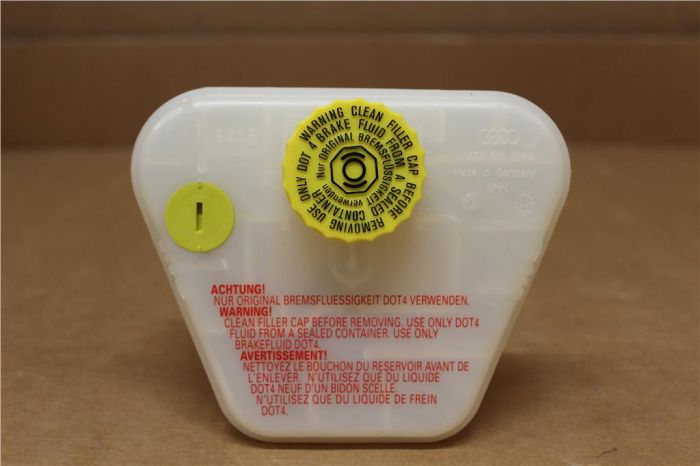 WARNING CLEAN FILLER CAP BEFORE REMOVING USE ONLY DOT 4 BRAKE FLUID FROM A SEALED CONTAINER
Nur ORIGINAL BREMSFLÜSSIGKEIT verwenden
Made in Germany
ACHTUNG!
NUR ORIGINAL BREMSFLUESSIGKEIT DOT4 VERWENDEN.
WARNING!
CLEAN FILLER CAP BEFORE REMOVING. USE ONLY DOT4
FLUID FROM A SEALED CONTAINER. USE ONLY
BRAKEFLUID DOT4.
AVERTISSEMENT!
NETTOYEZ LE BOUCHON DU RESERVOIR AVANT DE
L'ENLEVER. N'UTILISEZ QUE DU LIQUIDE
DOT4 NEUF D'UN BIDON SCELLE.
N'UTILISEZ QUE DU LIQUIDE DE FREIN
DOT4.